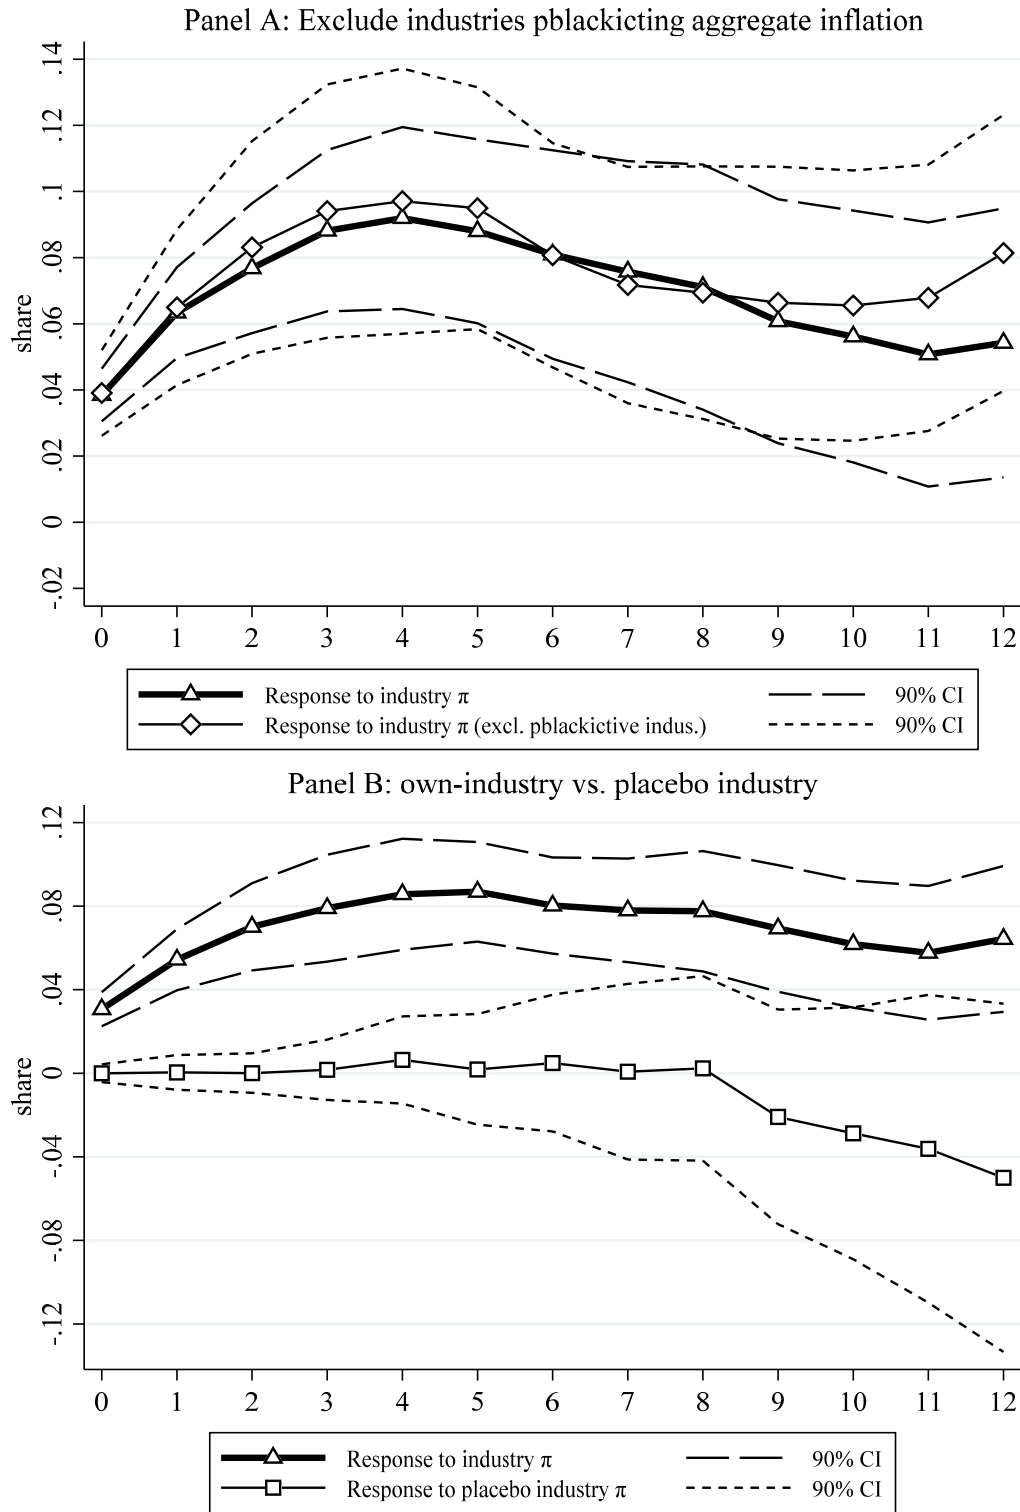 Panel A: Exclude industries pblackicting aggregate inflation
.14
.12
.1
.08
.06
.04
.02
0
-.02
share
0 1 2 3 4 5 6 7 8 9 10 11 12
Response to industry π 90% CI
Response to industry π (excl. pblackictive indus.) 90% CI
Panel B: own-industry vs. placebo industry
.12
.08
.04
0
-.04
-.08
-.12
share
0 1 2 3 4 5 6 7 8 9 10 11 12
Response to industry π 90% CI
Response to placebo industry π 90% CI